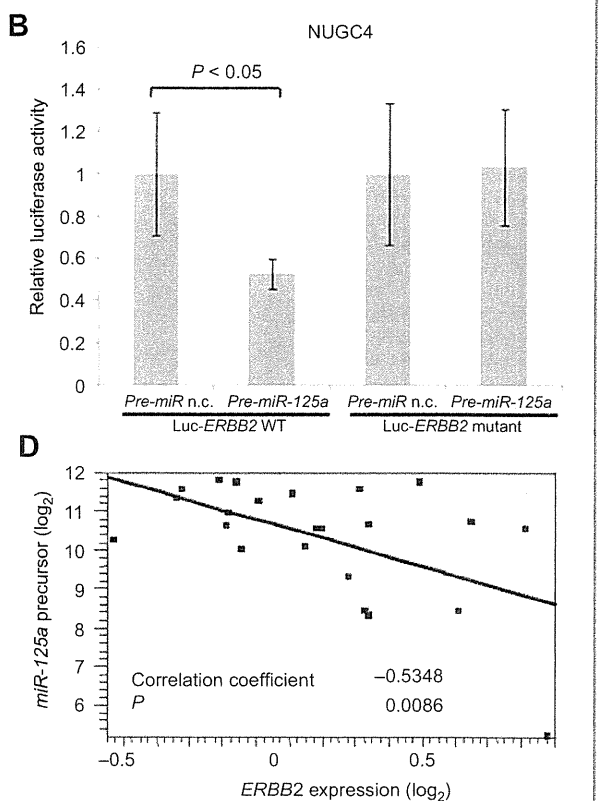 B
NUGC4
P < 0.05
Relative luciferase activity
1.6
1.4
1.2
1
0.8
0.6
0.4
0.2
0
Pre-miR n.c. Pre-miR-125a Pre-miR n.c. Pre-miR-125a
Luc-ERBB2 WT Luc-ERBB2 mutant
D
miR-125a precursor (log2)
12
11
10
9
8
7
6
Correlation coefficient –0.5348
P 0.0086
–0.5 0 0.5
ERBB2 expression (log2)